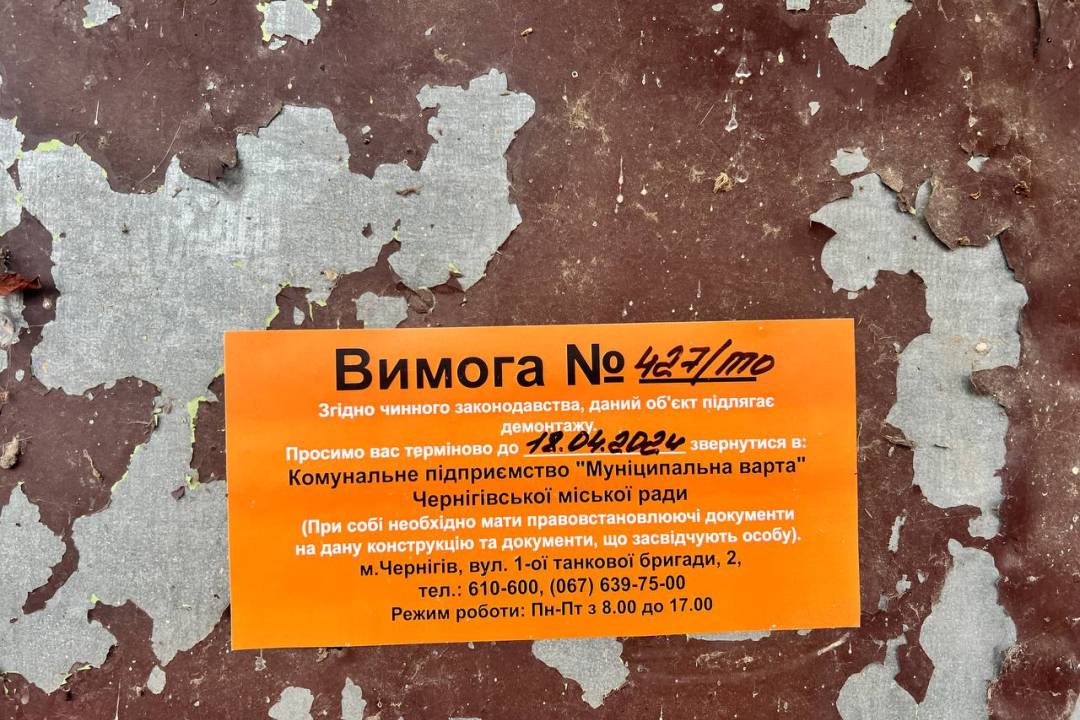 Вимога № 427/то
Згідно чинного законодавства, даний об'єкт підлягає
демонтажу.
Просимо вас терміново до 18.04.2024 звернутися в:
Комунальне підприємство "Муніципальна варта"
Чернігівської міської ради
(При собі необхідно мати правовстановлюючі документи
на дану конструкцію та документи, що засвідчують особу).
м.Чернігів, вул. 1-ої танкової бригади, 2,
тел.: 610-600, (067) 639-75-00
Режим роботи: Пн-Пт з 8.00 до 17.00